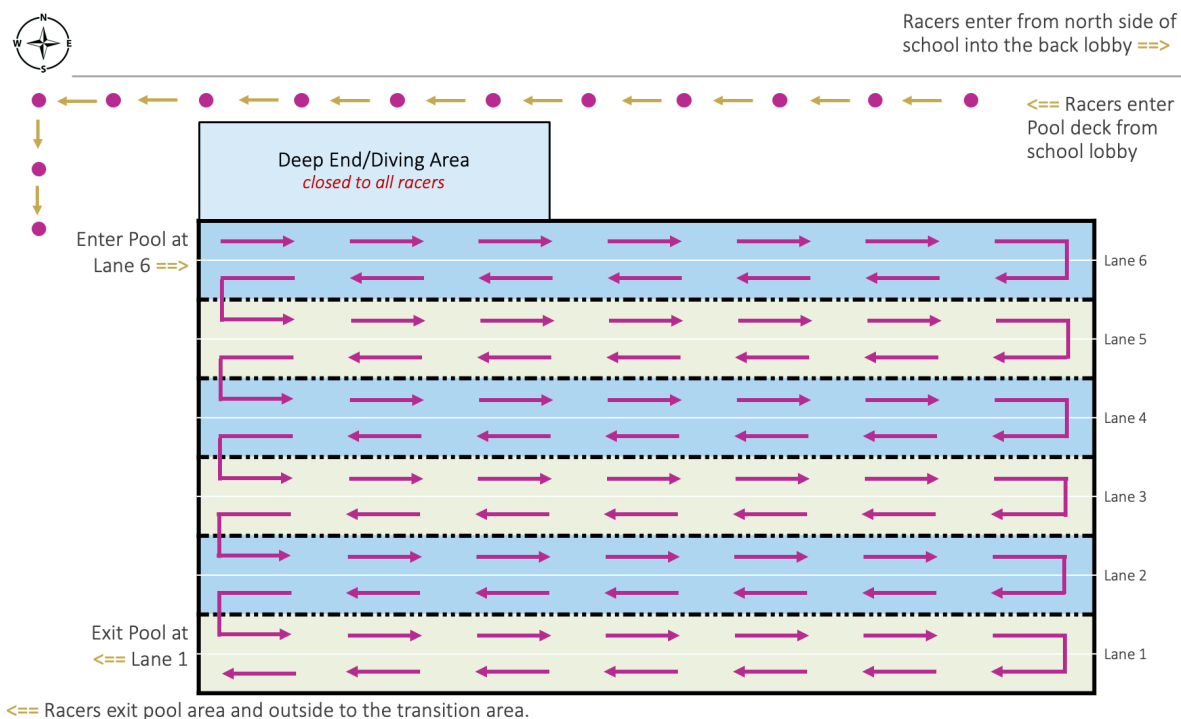 N
W E
S
Racers enter from north side of
school into the back lobby ==>
<== Racers enter
Pool deck from
school lobby
Deep End/Diving Area
closed to all racers
Enter Pool at
Lane 6 ==>
Lane 6
Lane 5
Lane 4
Lane 3
Lane 2
Exit Pool at
<== Lane 1
Lane 1
<== Racers exit pool area and outside to the transition area.